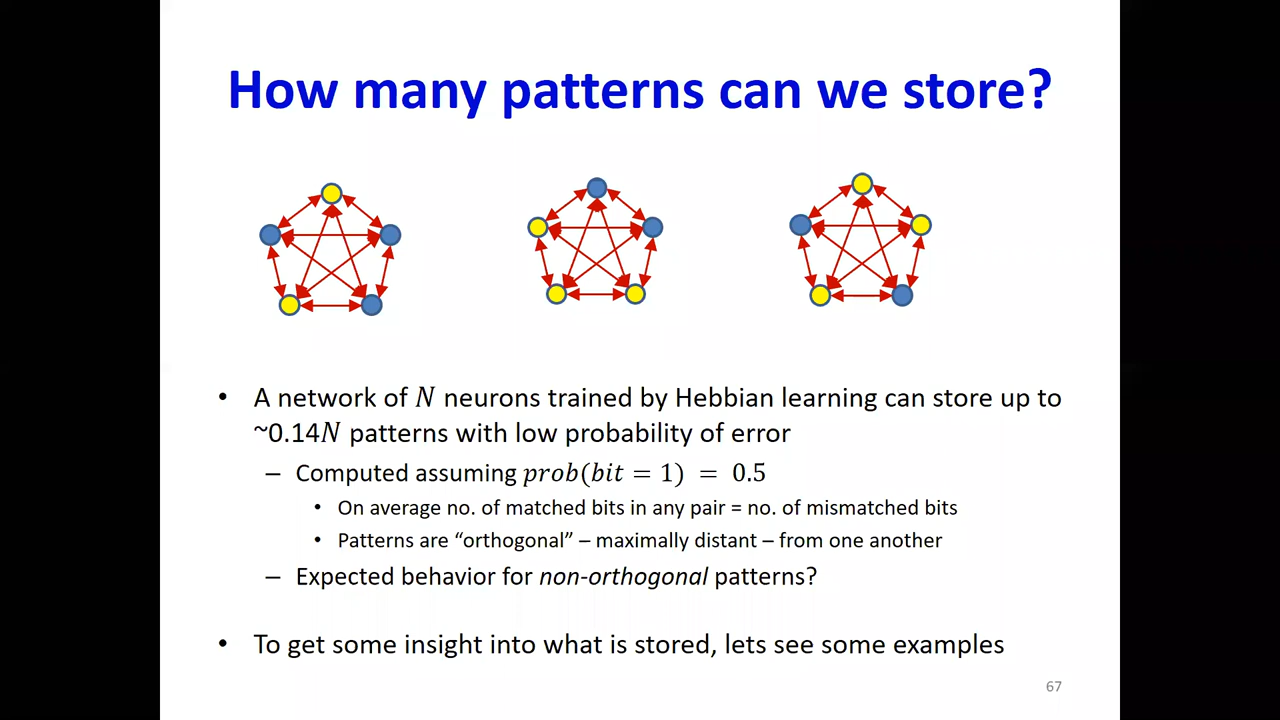 How many patterns can we store?
• A network of N neurons trained by Hebbian learning can store up to
~0.14N patterns with low probability of error
– Computed assuming prob(bit = 1) = 0.5
• On average no. of matched bits in any pair = no. of mismatched bits
• Patterns are “orthogonal” – maximally distant – from one another
– Expected behavior for non-orthogonal patterns?
• To get some insight into what is stored, lets see some examples
67